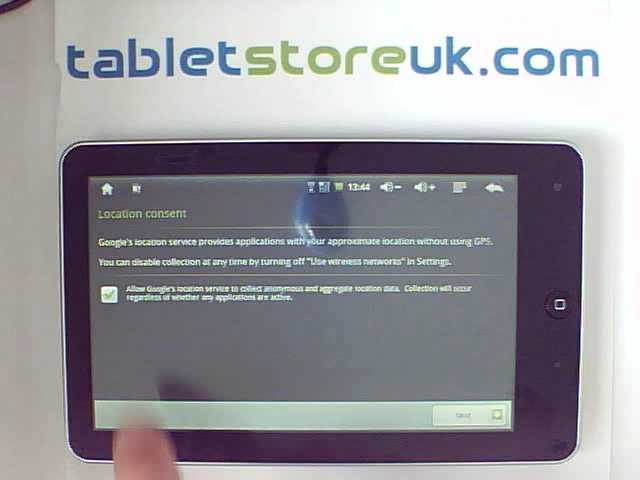 tabletstoreuk.com
13:44
Location consent
Google's location service provides applications with your approximate location without using GPS.
You can disable collection at any time by turning off "Use wireless networks" in Settings.
Allow Google's location service to collect anonymous and aggregate location data. Collection will occur
regardless of whether any applications are active.
Next